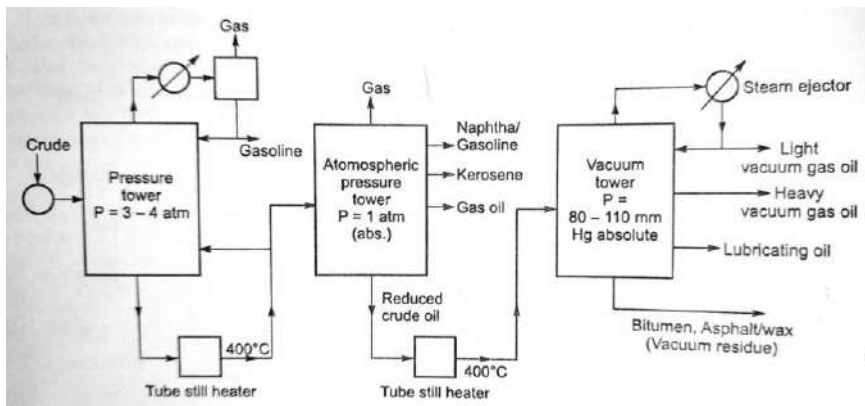 Gas
Crude
Gasoline
Pressure
tower
P = 3 – 4 atm
400°C
Tube still heater
Gas
Atomospheric
pressure
tower
P = 1 atm
(abs.)
Naphtha/
Gasoline
Kerosene
Gas oil
Reduced
crude oil
400°C
Tube still heater
Steam ejector
Vacuum
tower
P =
80 – 110 mm
Hg absolute
Light
vacuum gas oil
Heavy
vacuum gas oil
Lubricating oil
Bitumen, Asphalt/wax
(Vacuum residue)